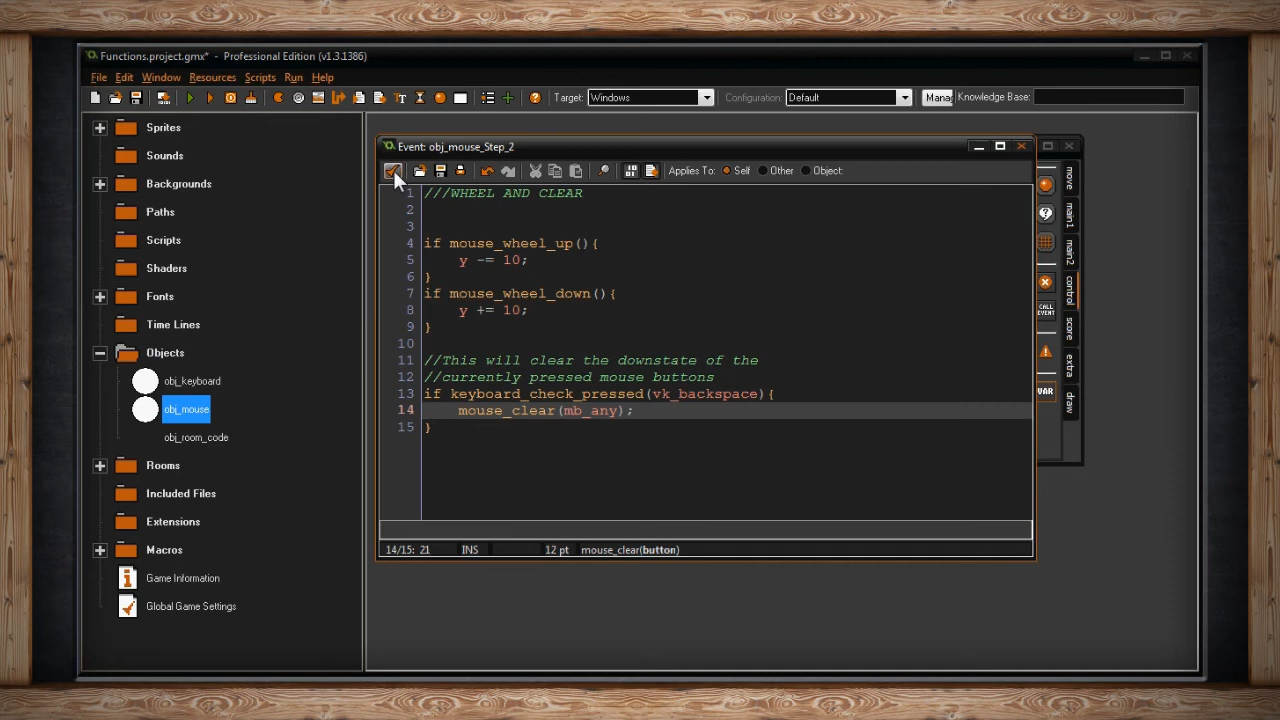 Functions.project.gmx* - Professional Edition (v1.3.1386)
File Edit Window Resources Scripts Run Help
Target: Windows Configuration: Default Manag Knowledge Base:
Sprites
Sounds
Backgrounds
Paths
Scripts
Shaders
Fonts
Time Lines
Objects
obj_keyboard
obj_mouse
obj_room_code
Rooms
Included Files
Extensions
Macros
Game Information
Global Game Settings
Event: obj_mouse_Step_2
Applies To: Self Other Object:
1 ///WHEEL AND CLEAR
2
3
4 if mouse_wheel_up(){
5 y -= 10;
6 }
7 if mouse_wheel_down(){
8 y += 10;
9 }
10
11 //This will clear the downstate of the
12 //currently pressed mouse buttons
13 if keyboard_check_pressed(vk_backspace){
14 mouse_clear(mb_any);
15 }
14/15: 21 INS 12 pt mouse_clear(button)
move
main1
main2
control
score
extra
draw
CALL
EVENT
VAR